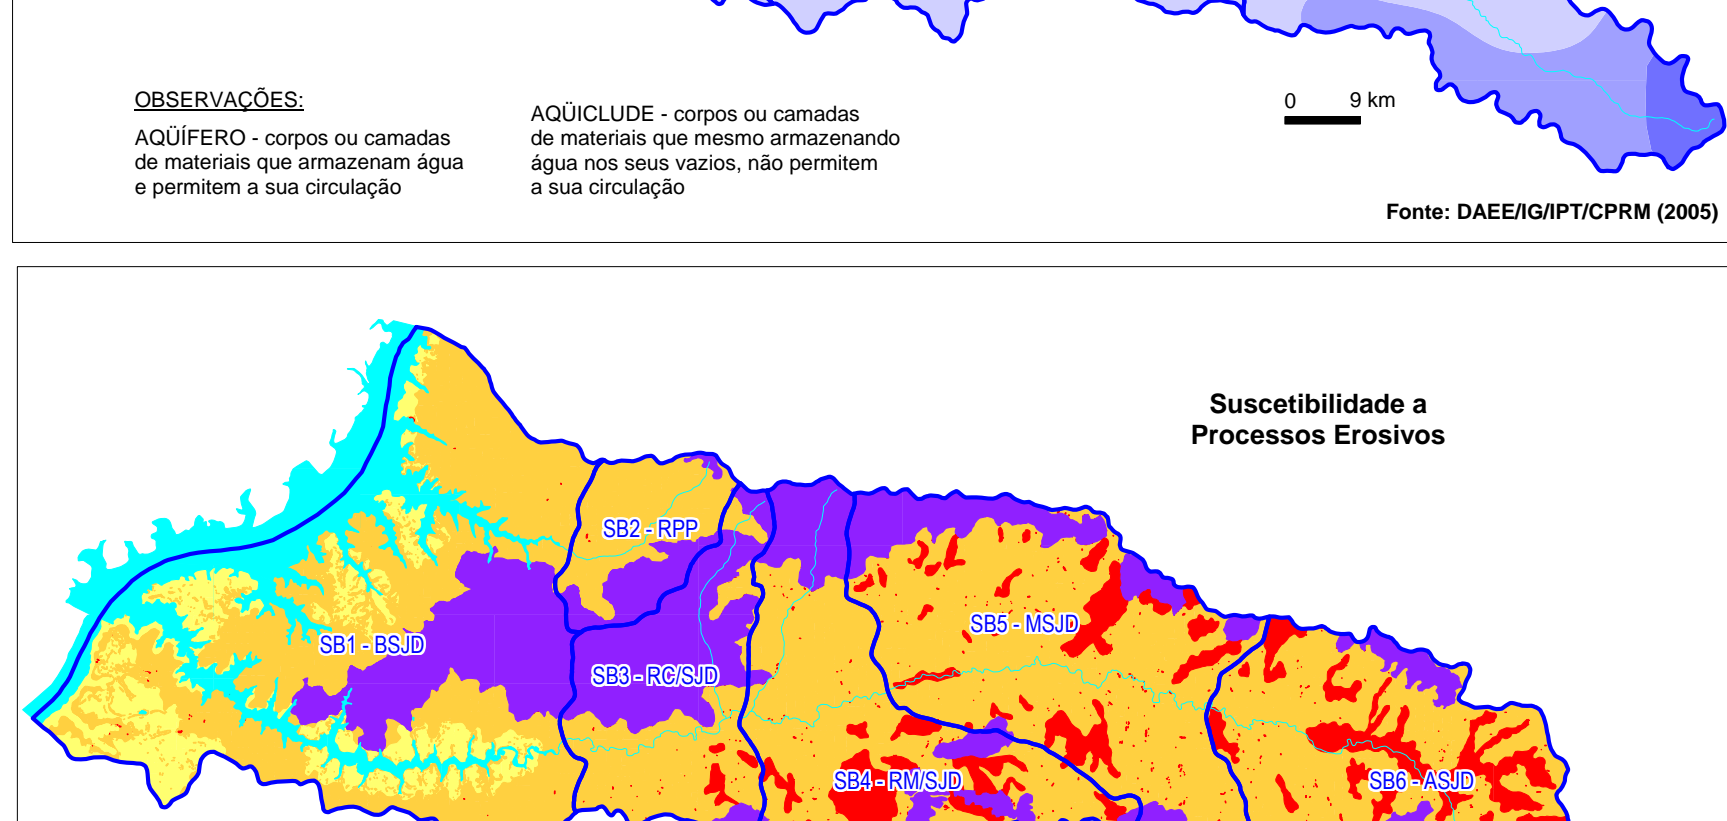 OBSERVAÇÕES:
AQÜÍFERO - corpos ou camadas
de materiais que armazenam água
e permitem a sua circulação
AQÜICLUDE - corpos ou camadas
de materiais que mesmo armazenando
água nos seus vazios, não permitem
a sua circulação
0 9 km
Fonte: DAEE/IG/IPT/CPRM (2005)
Suscetibilidade a
Processos Erosivos
SB2 - RPP
SB1 - BSJD
SB5 - MSJD
SB3 - RC/SJD
SB4 - RM/SJD
SB6 - ASJD